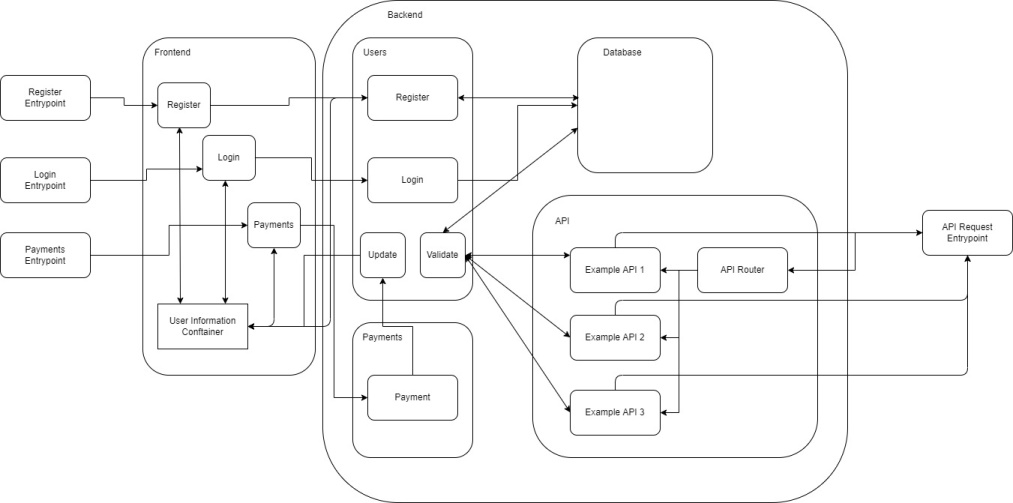 Backend
Frontend
Users
Database
Register
Entrypoint
Register
Register
Login
Login
Entrypoint
Login
Payments
Entrypoint
Payments
Update
Validate
API
Example API 1
API Router
API Request
Entrypoint
User Information
Conftainer
Payments
Example API 2
Payment
Example API 3